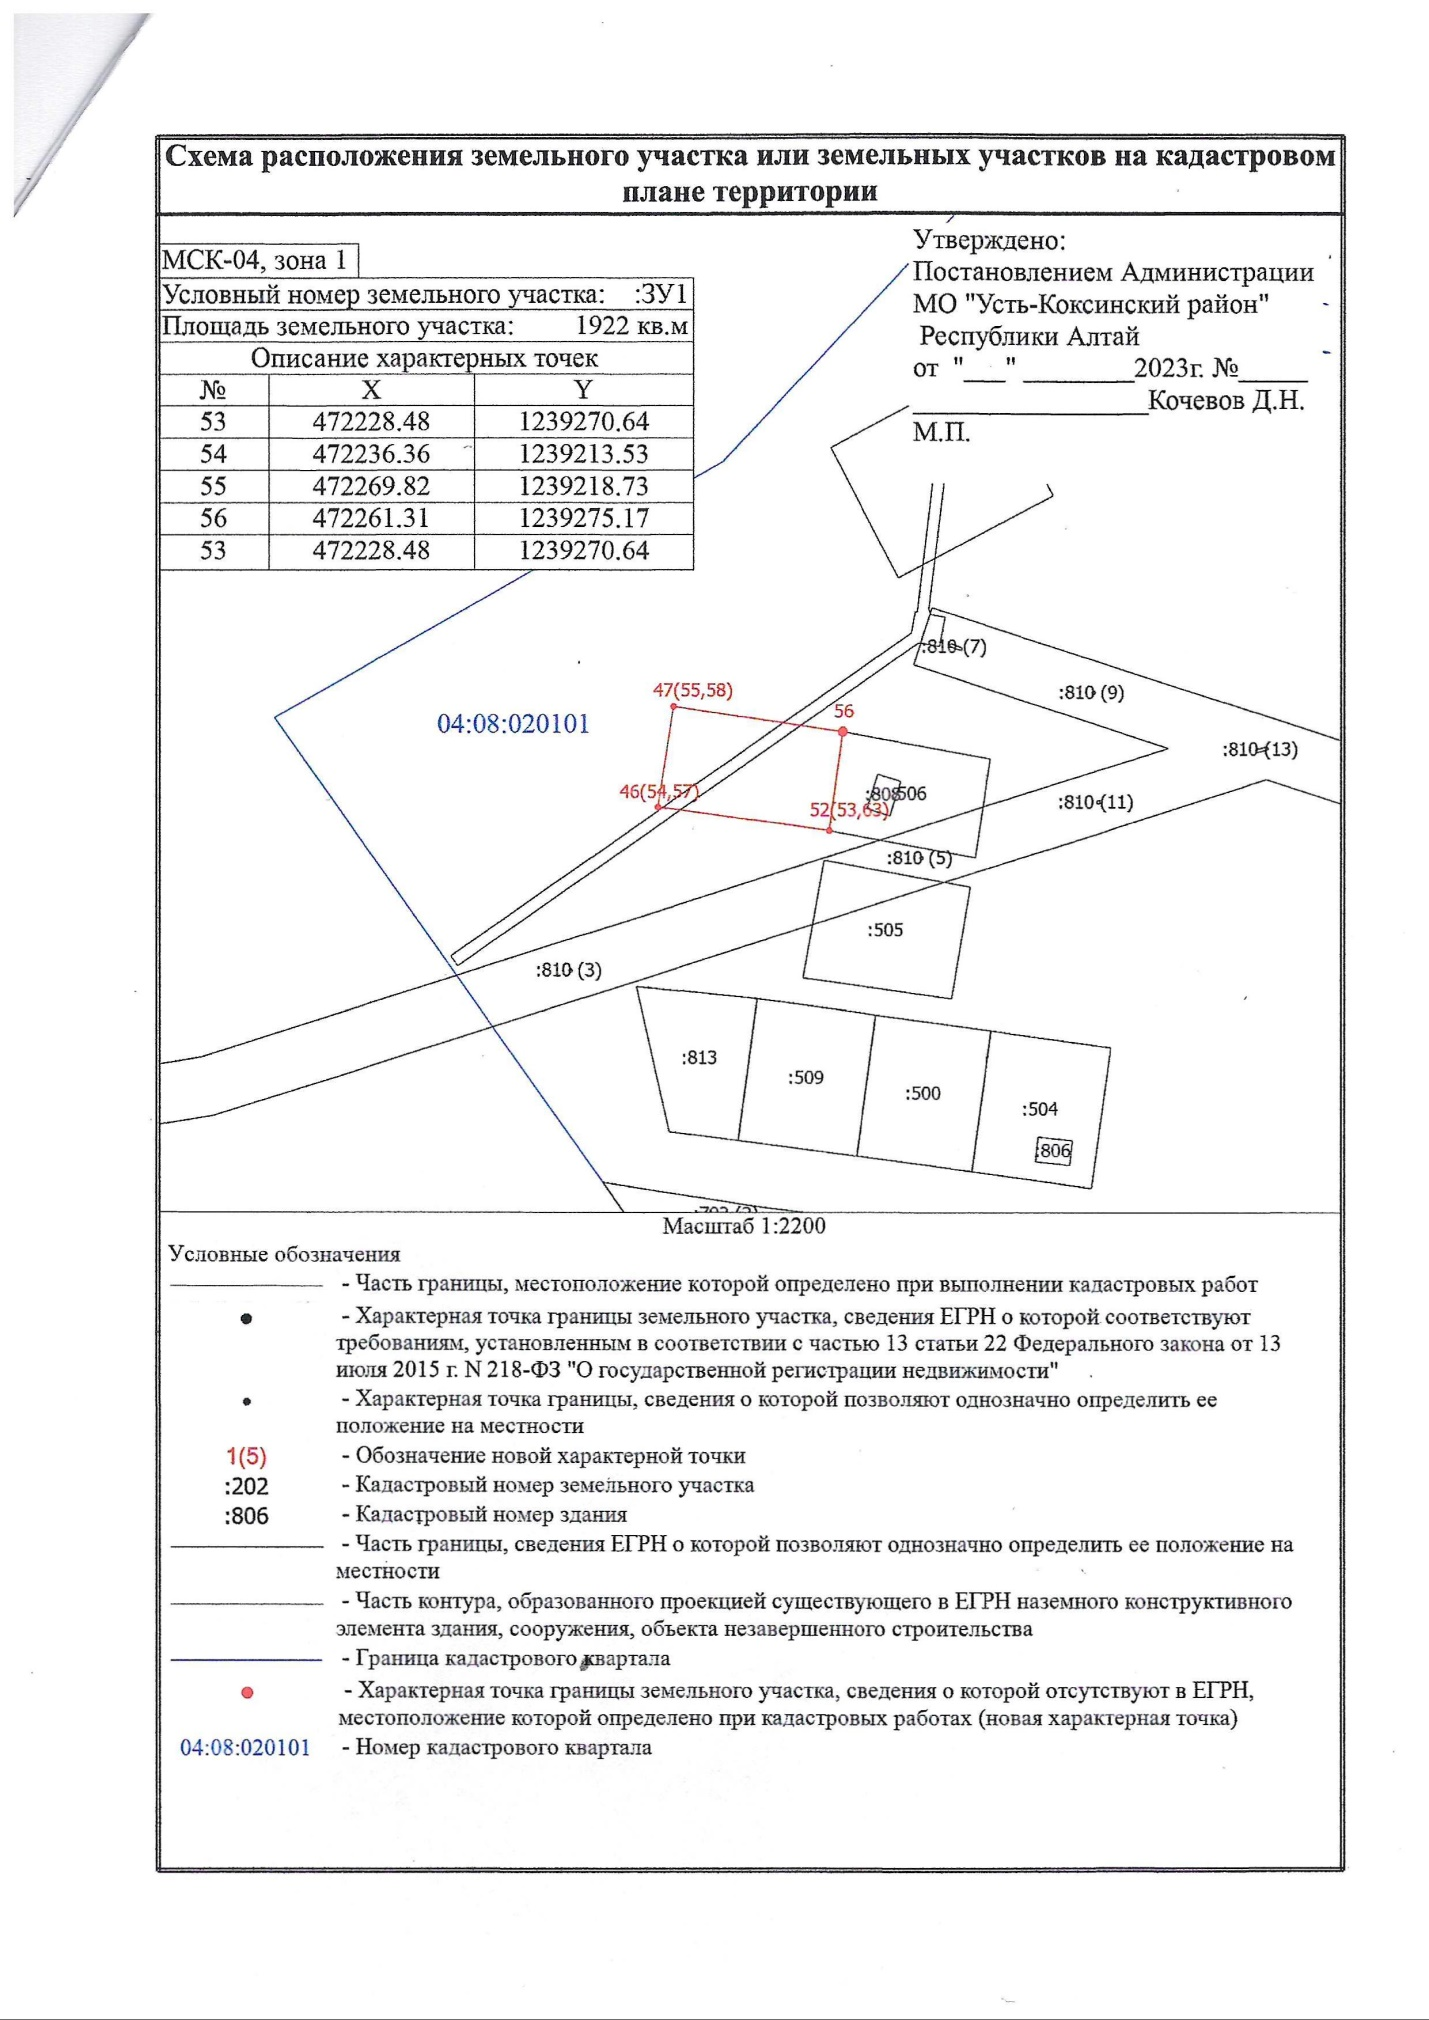 Схема расположения земельного участка или земельных участков на кадастровом
плане территории
Утверждено:
Постановлением Администрации
МО "Усть-Коксинский район"
Республики Алтай
от "___" ________2023г. №_____
_________________Кочевов Д.Н.
М.П.
МСК-04, зона 1
Условный номер земельного участка: :ЗУ1
Площадь земельного участка: 1922 кв.м
Описание характерных точек
№ X Y
53 472228.48 1239270.64
54 472236.36 1239213.53
55 472269.82 1239218.73
56 472261.31 1239275.17
53 472228.48 1239270.64
:810 (7)
47(55,58)
:810 (9)
56
04:08:020101
:810 (13)
46(54,57)
:808
:506
:810 (11)
52(53,63)
:810 (5)
:505
:810 (3)
:813
:509
:500
:504
:806
Масштаб 1:2200
Условные обозначения
- Часть границы, местоположение которой определено при выполнении кадастровых работ
- Характерная точка границы земельного участка, сведения ЕГРН о которой соответствуют
требованиям, установленным в соответствии с частью 13 статьи 22 Федерального закона от 13
июля 2015 г. N 218-ФЗ "О государственной регистрации недвижимости"
- Характерная точка границы, сведения о которой позволяют однозначно определить ее
положение на местности
1(5) - Обозначение новой характерной точки
:202 - Кадастровый номер земельного участка
:806 - Кадастровый номер здания
- Часть границы, сведения ЕГРН о которой позволяют однозначно определить ее положение на
местности
- Часть контура, образованного проекцией существующего в ЕГРН наземного конструктивного
элемента здания, сооружения, объекта незавершенного строительства
- Граница кадастрового квартала
- Характерная точка границы земельного участка, сведения о которой отсутствуют в ЕГРН,
местоположение которой определено при кадастровых работах (новая характерная точка)
04:08:020101 - Номер кадастрового квартала